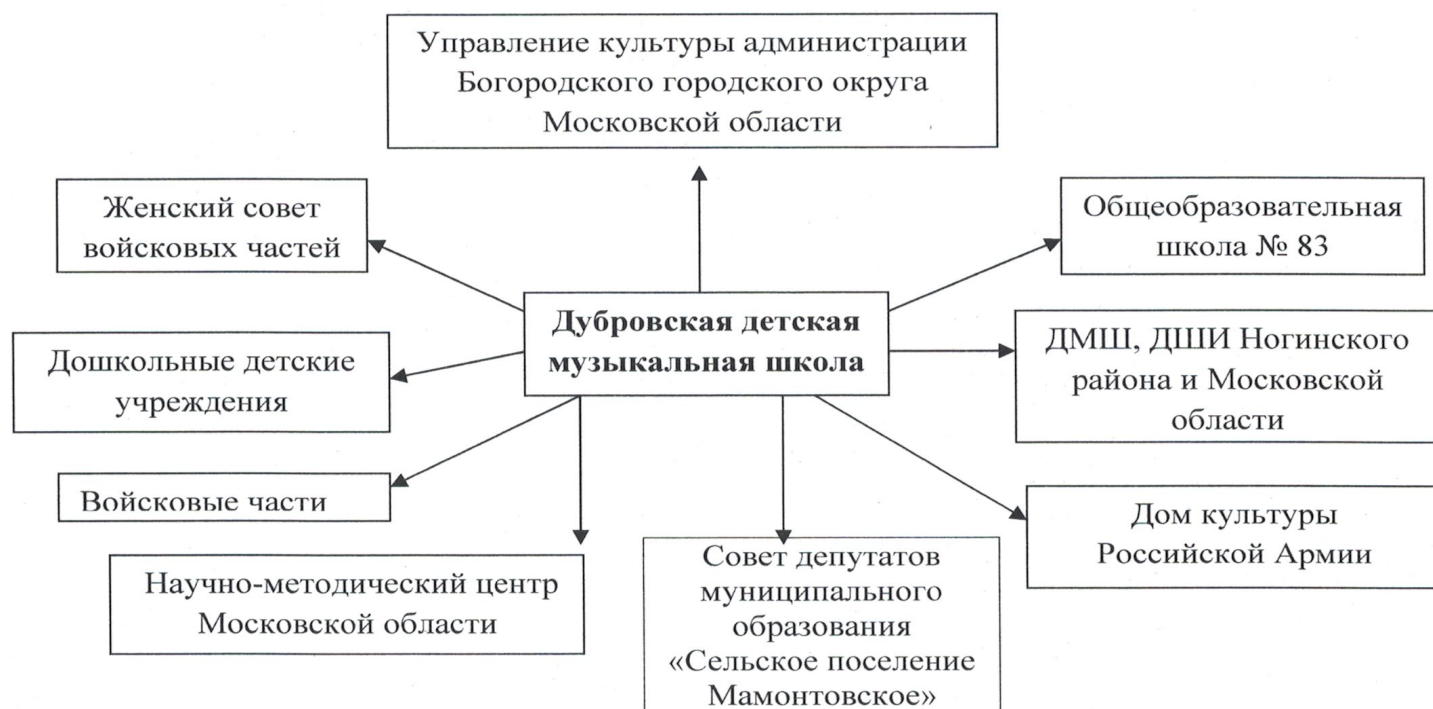 Управление культуры администрации
Богородского городского округа
Московской области
Женский совет
войсковых частей
Общеобразовательная
школа № 83
Дубровская детская
музыкальная школа
Дошкольные детские
учреждения
ДМШ, ДШИ Ногинского
района и Московской
области
Войсковые части
Дом культуры
Российской Армии
Научно-методический центр
Московской области
Совет депутатов
муниципального
образования
«Сельское поселение
Мамонтовское»